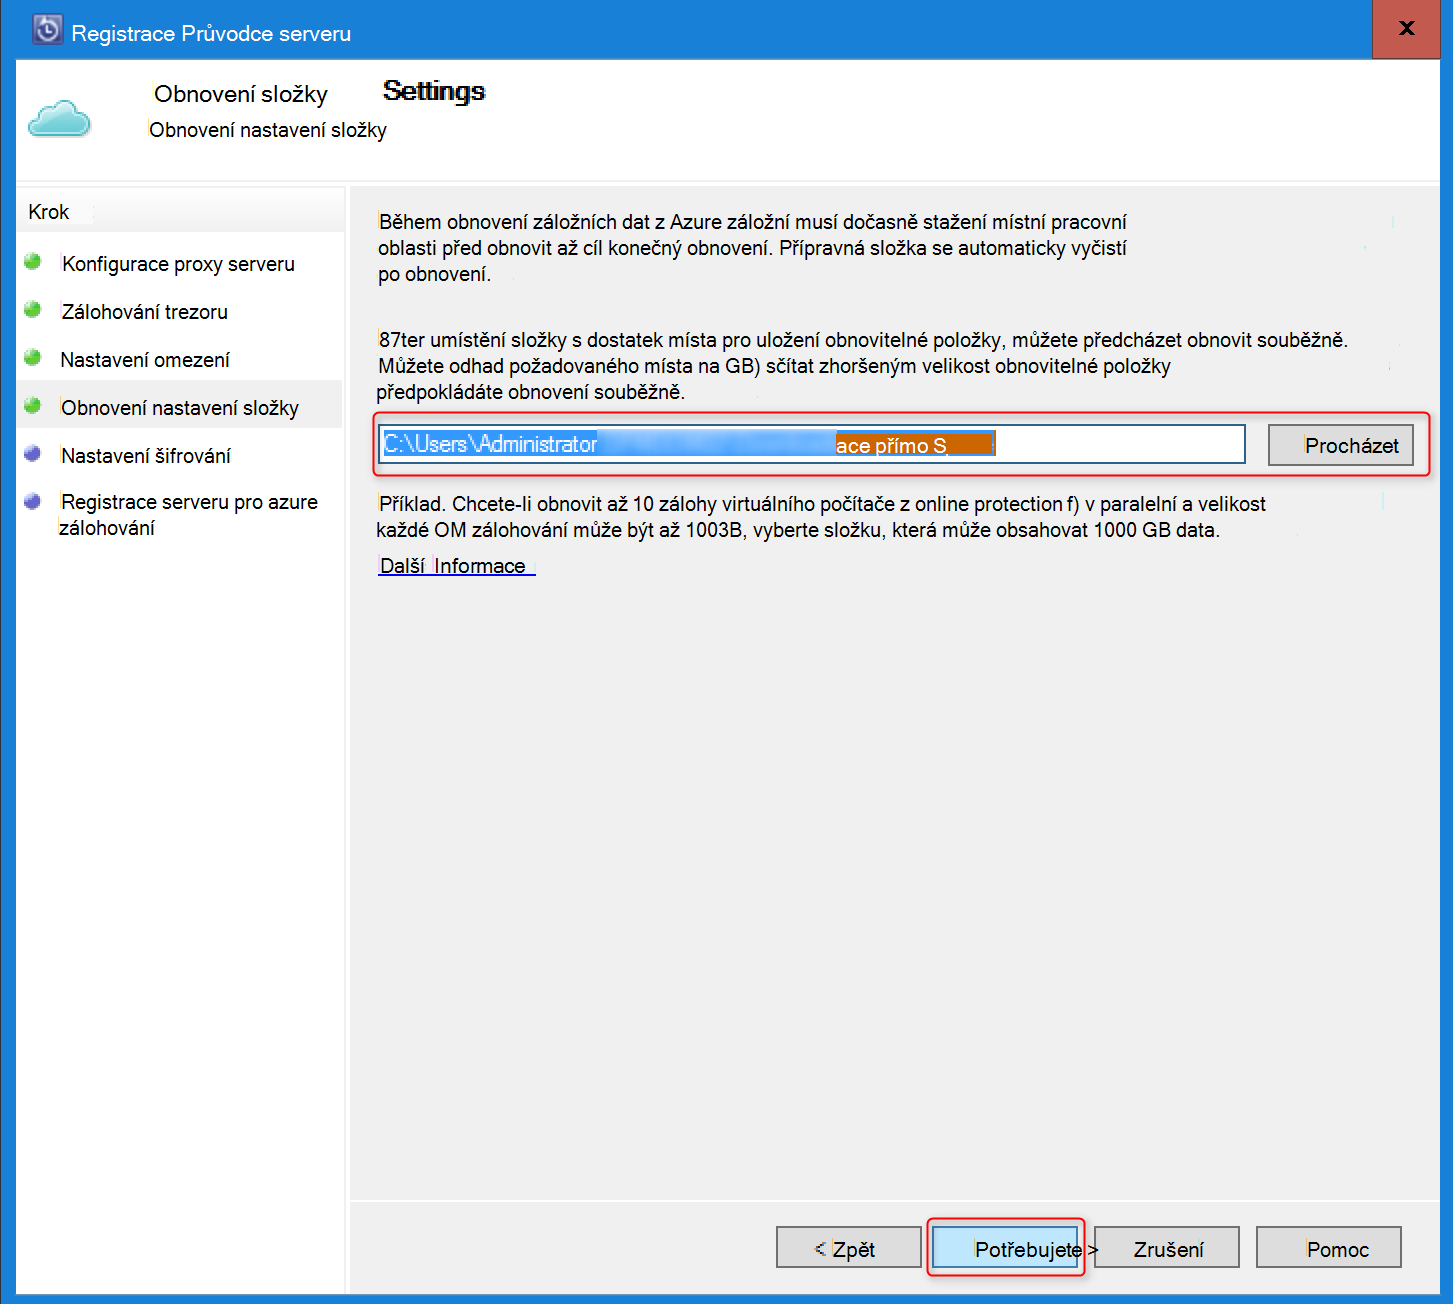 Registrace Průvodce serveru
x
Obnovení složky Settings
Obnovení nastavení složky
Krok
Konfigurace proxy serveru
Zálohování trezoru
Nastavení omezení
Obnovení nastavení složky
Nastavení šifrování
Registrace serveru pro azure
zálohování
Během obnovení záložních dat z Azure záložní musí dočasně stažení místní pracovní
oblasti před obnovit až cíl konečný obnovení. Přípravná složka se automaticky vyčistí
po obnovení.
87ter umístění složky s dostatek místa pro uložení obnovitelné položky, můžete předcházet obnovit souběžně.
Můžete odhad požadovaného místa na GB) sčítat zhoršeným velikost obnovitelné položky
předpokládáte obnovení souběžně.
C:\Users\Administrator ace přímo S
Procházet
Příklad. Chcete-li obnovit až 10 zálohy virtuálního počítače z online protection f) v paralelní a velikost
každé OM zálohování může být až 1003B, vyberte složku, která může obsahovat 1000 GB data.
Další Informace
< Zpět
Potřebujete >
Zrušení
Pomoc